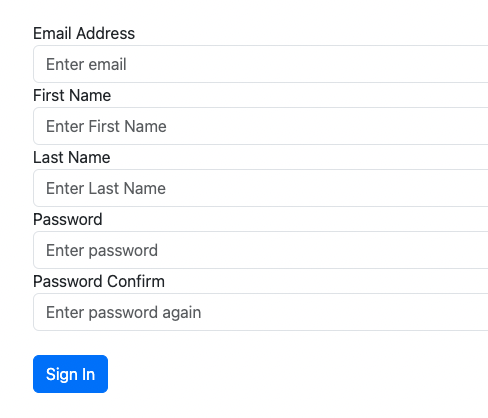 Email Address
Enter email
First Name
Enter First Name
Last Name
Enter Last Name
Password
Enter password
Password Confirm
Enter password again
Sign In